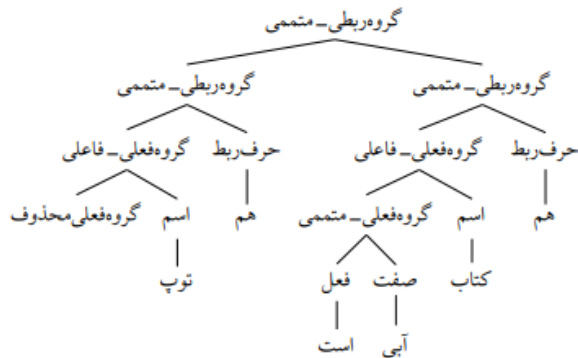 گروه‌ربطی_متممی
گروه‌ربطی_متممی گروه‌ربطی_متممی
حرف‌ربط گروه‌فعلی_فاعلی حرف‌ربط گروه‌فعلی_فاعلی
هم اسم گروه‌فعلی_متممی هم اسم گروه‌فعلی‌محذوف
کتاب صفت فعل توپ
آبی است